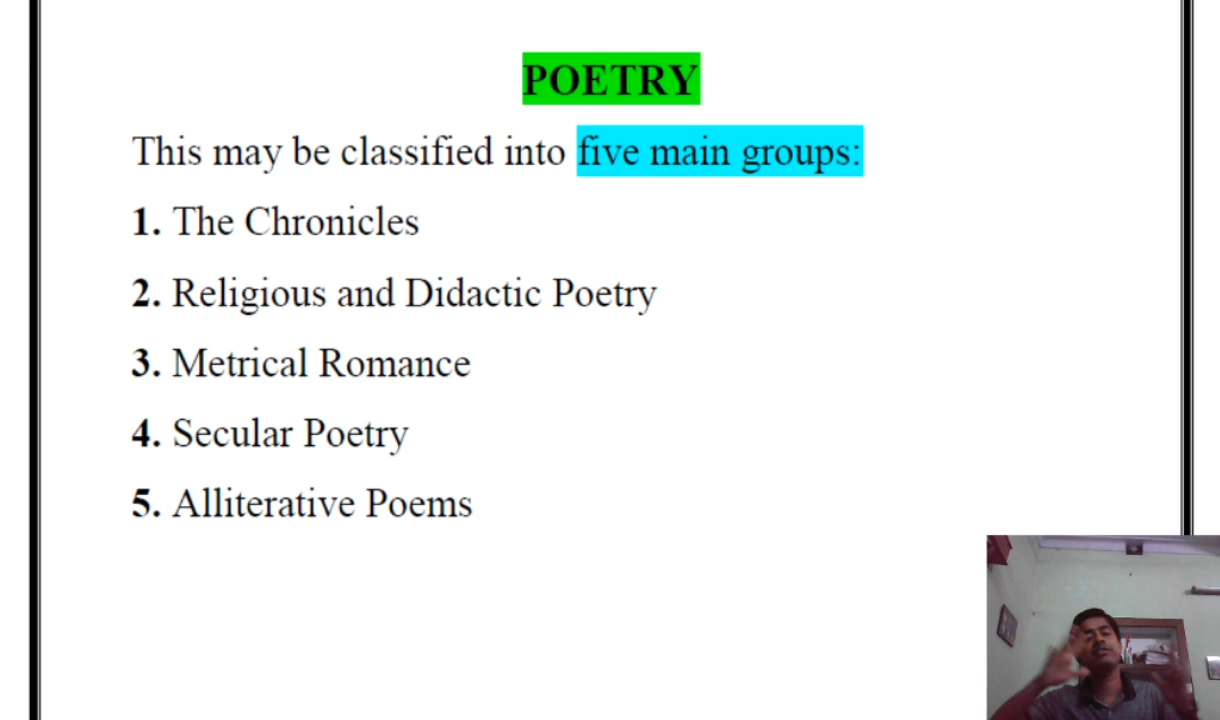 POETRY
This may be classified into five main groups:
1. The Chronicles
2. Religious and Didactic Poetry
3. Metrical Romance
4. Secular Poetry
5. Alliterative Poems